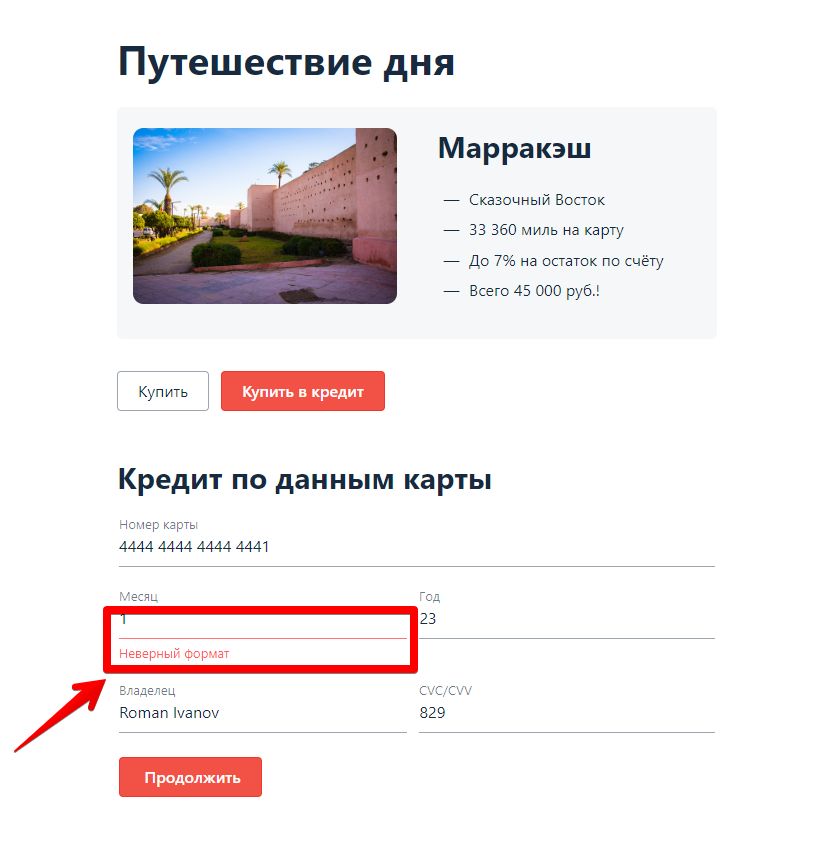 Путешествие дня
Марракэш
— Сказочный Восток
— 33 360 миль на карту
— До 7% на остаток по счёту
— Всего 45 000 руб.!
Купить
Купить в кредит
Кредит по данным карты
Номер карты
4444 4444 4444 4441
Месяц
Год
1
23
Неверный формат
Владелец
CVC/CVV
Roman Ivanov
829
Продолжить